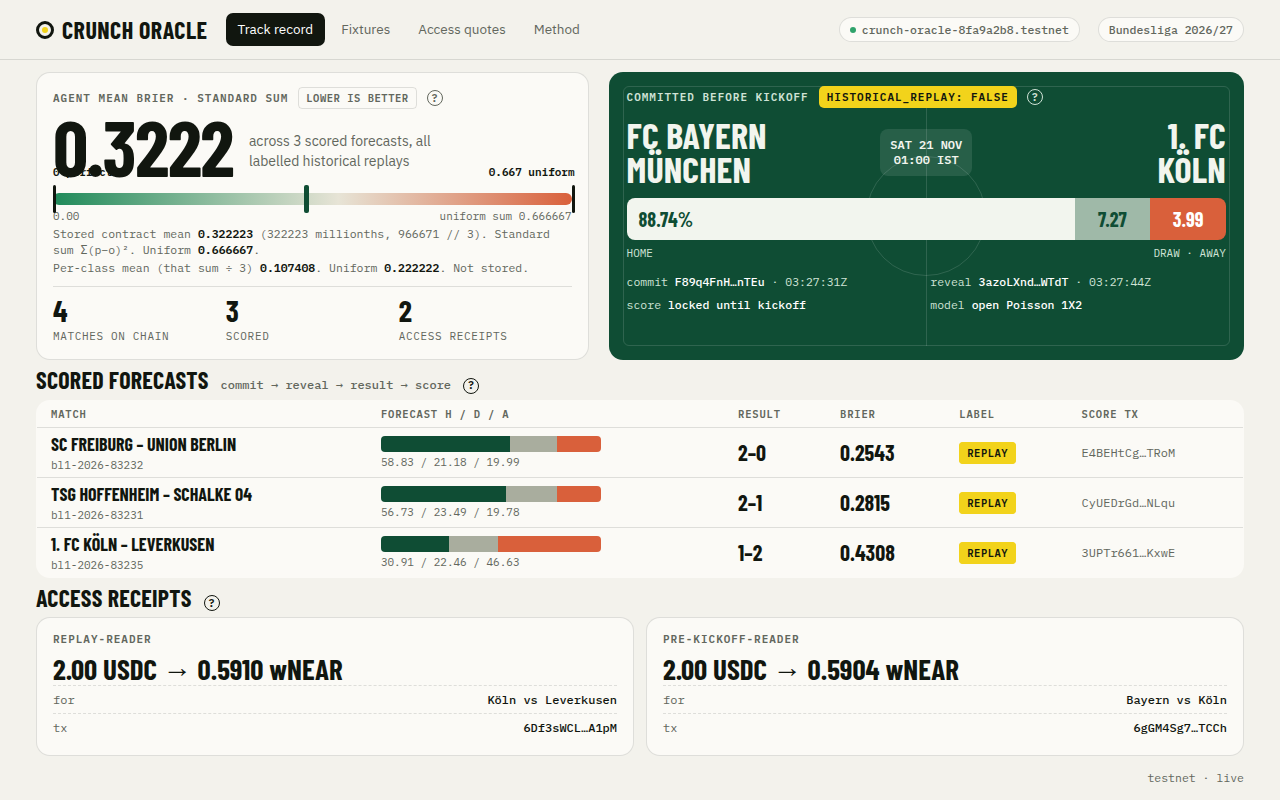 CRUNCH ORACLE
Track record
Fixtures
Access quotes
Method
crunch-oracle-8fa9a2b8.testnet
Bundesliga 2026/27
AGENT MEAN BRIER · STANDARD SUM
LOWER IS BETTER
?
0.3222
across 3 scored forecasts, all
labelled historical replays
0.667 uniform
0.00
uniform sum 0.666667
Stored contract mean 0.322223 (322223 millionths, 966671 // 3). Standard
sum Σ(p−o)². Uniform 0.666667.
Per-class mean (that sum ÷ 3) 0.107408. Uniform 0.222222. Not stored.
4
MATCHES ON CHAIN
3
SCORED
2
ACCESS RECEIPTS
COMMITTED BEFORE KICKOFF
HISTORICAL_REPLAY: FALSE
?
FC BAYERN
MÜNCHEN
SAT 21 NOV
01:00 IST
1. FC
KÖLN
88.74%
7.27
3.99
HOME
DRAW · AWAY
commit F89q4FnH…nTEu · 03:27:31Z
reveal 3azoLXnd…WTdT · 03:27:44Z
score locked until kickoff
model open Poisson 1X2
SCORED FORECASTS
commit → reveal → result → score
?
MATCH
FORECAST H / D / A
RESULT
BRIER
LABEL
SCORE TX
SC FREIBURG – UNION BERLIN
bl1-2026-83232
58.83 / 21.18 / 19.99
2–0
0.2543
REPLAY
E4BEHtCg…TRoM
TSG HOFFENHEIM – SCHALKE 04
bl1-2026-83231
56.73 / 23.49 / 19.78
2–1
0.2815
REPLAY
CyUEDrGd…NLqu
1. FC KÖLN – LEVERKUSEN
bl1-2026-83235
30.91 / 22.46 / 46.63
1–2
0.4308
REPLAY
3UPTr661…KxwE
ACCESS RECEIPTS
?
REPLAY-READER
2.00 USDC → 0.5910 wNEAR
for
Köln vs Leverkusen
tx
6Df3sWCL…A1pM
PRE-KICKOFF-READER
2.00 USDC → 0.5904 wNEAR
for
Bayern vs Köln
tx
6gGM4Sg7…TCCh
testnet · live